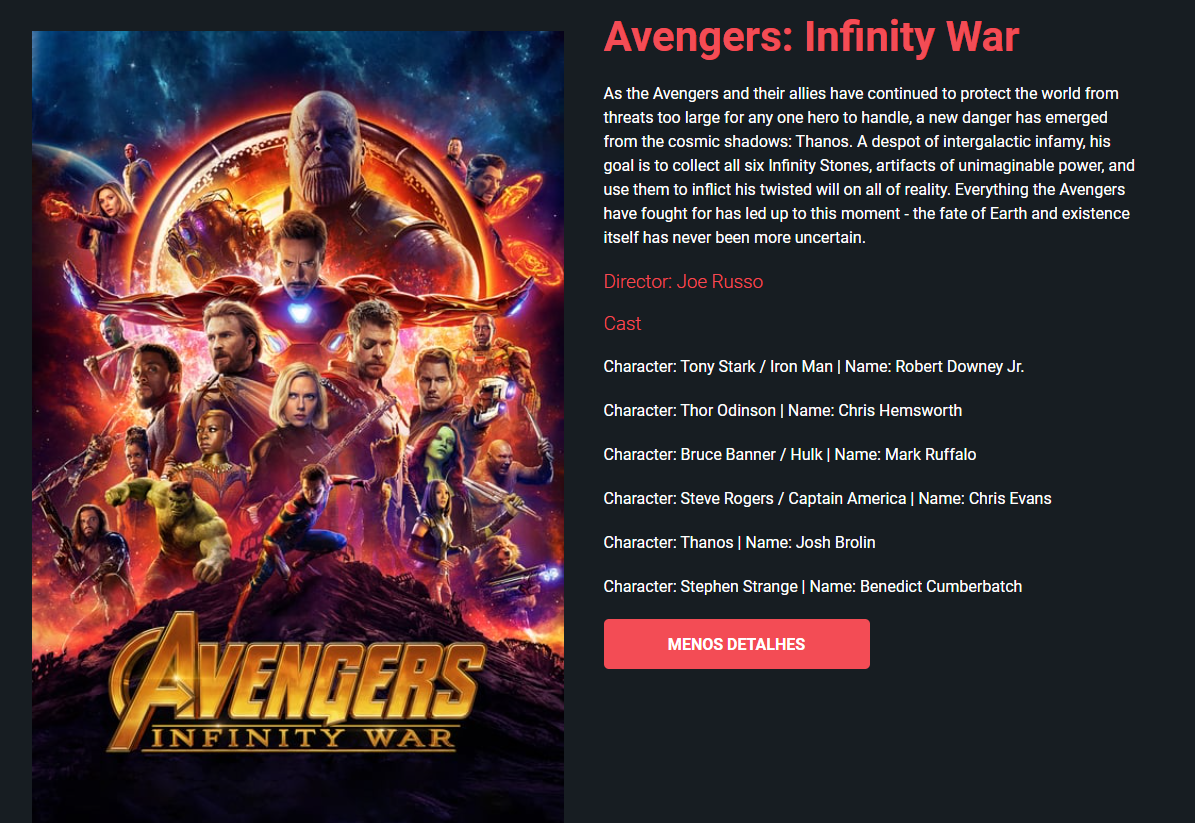 Avengers: Infinity War
As the Avengers and their allies have continued to protect the world from
threats too large for any one hero to handle, a new danger has emerged
from the cosmic shadows: Thanos. A despot of intergalactic infamy, his
goal is to collect all six Infinity Stones, artifacts of unimaginable power, and
use them to inflict his twisted will on all of reality. Everything the Avengers
have fought for has led up to this moment - the fate of Earth and existence
itself has never been more uncertain.
Director: Joe Russo
Cast
Character: Tony Stark / Iron Man | Name: Robert Downey Jr.
Character: Thor Odinson | Name: Chris Hemsworth
Character: Bruce Banner / Hulk | Name: Mark Ruffalo
Character: Steve Rogers / Captain America | Name: Chris Evans
Character: Thanos | Name: Josh Brolin
Character: Stephen Strange | Name: Benedict Cumberbatch
MENOS DETALHES
AVENGERS
INFINITY WAR